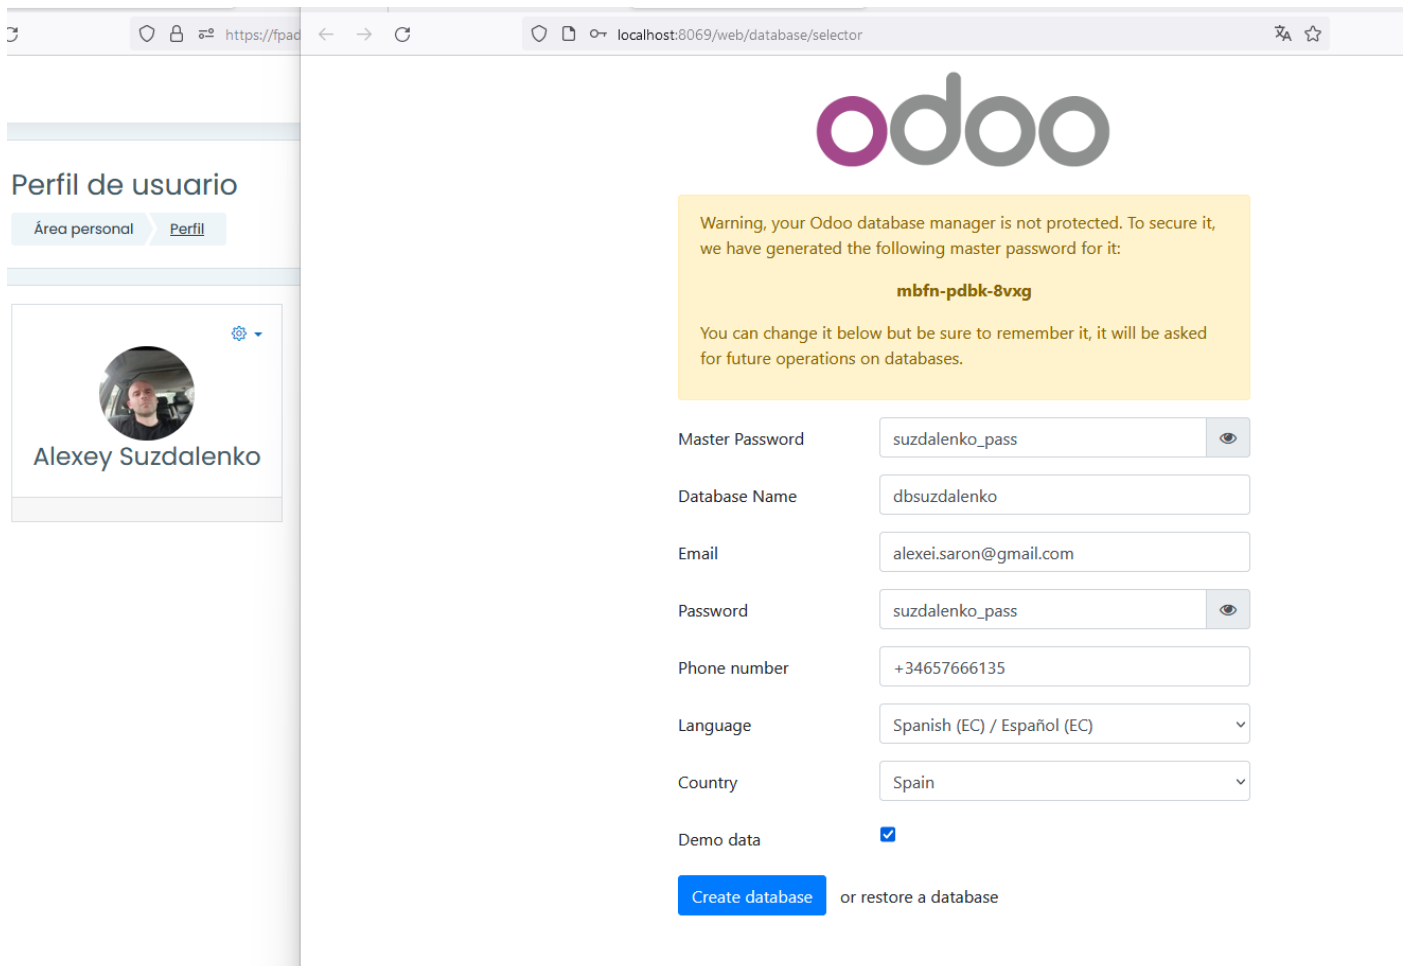 https://fpad
localhost:8069/web/database/selector
Perfil de usuario
Área personal
Perfil
Alexey Suzdalenko
odoo
Warning, your Odoo database manager is not protected. To secure it,
we have generated the following master password for it:
mbfn-pdbk-8vxg
You can change it below but be sure to remember it, it will be asked
for future operations on databases.
Master Password suzdalenko_pass
Database Name dbsuzdalenko
Email alexei.saron@gmail.com
Password suzdalenko_pass
Phone number +34657666135
Language Spanish (EC) / Español (EC)
Country Spain
Demo data
Create database or restore a database